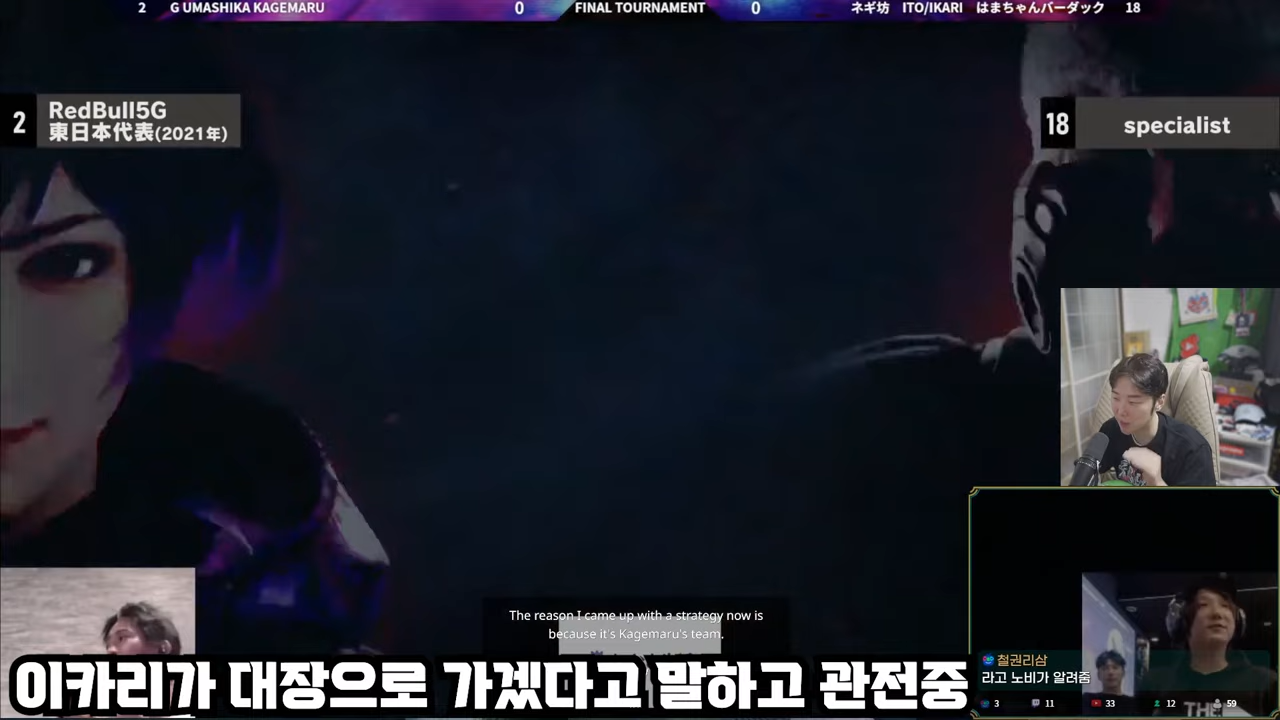 2 G UMASHIKA KAGEMARU 0 FINAL TOURNAMENT 0 ネギ坊 ITO/IKARI はまちゃんバーダック 18
2 RedBull5G
東日本代表(2021年)
18 specialist
The reason I came up with a strategy now is
because it's Kagemaru's team.
이카리가 대장으로 가겠다고 말하고 관전중
철권리삼
라고 노비가 알려줌
3 11 33 12 59
THE